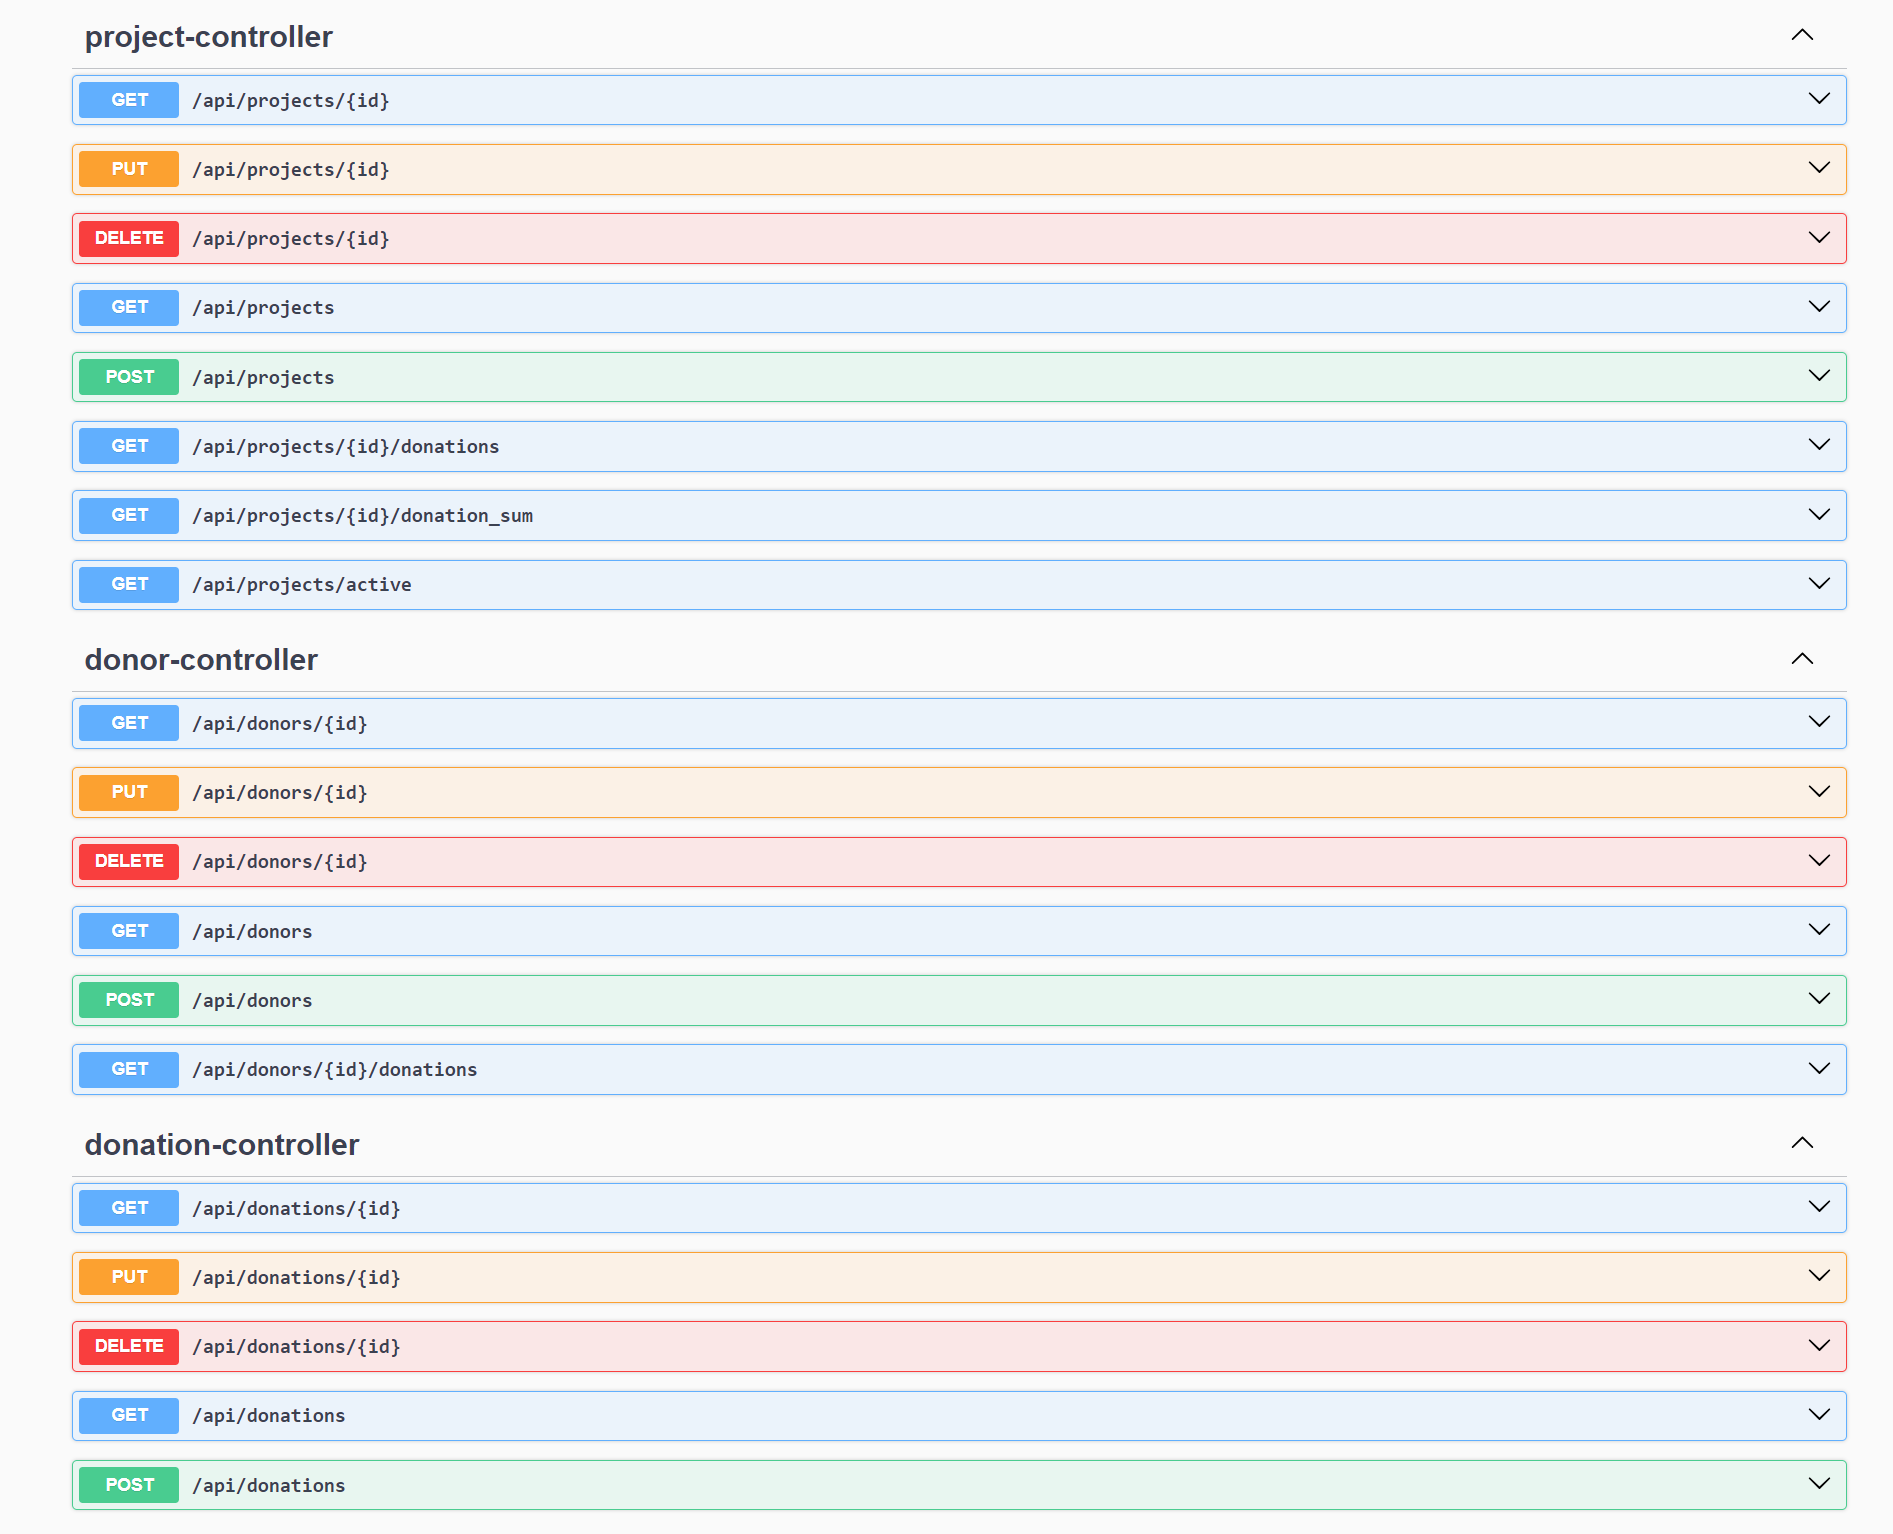 project-controller
GET /api/projects/{id}
PUT /api/projects/{id}
DELETE /api/projects/{id}
GET /api/projects
POST /api/projects
GET /api/projects/{id}/donations
GET /api/projects/{id}/donation_sum
GET /api/projects/active
donor-controller
GET /api/donors/{id}
PUT /api/donors/{id}
DELETE /api/donors/{id}
GET /api/donors
POST /api/donors
GET /api/donors/{id}/donations
donation-controller
GET /api/donations/{id}
PUT /api/donations/{id}
DELETE /api/donations/{id}
GET /api/donations
POST /api/donations